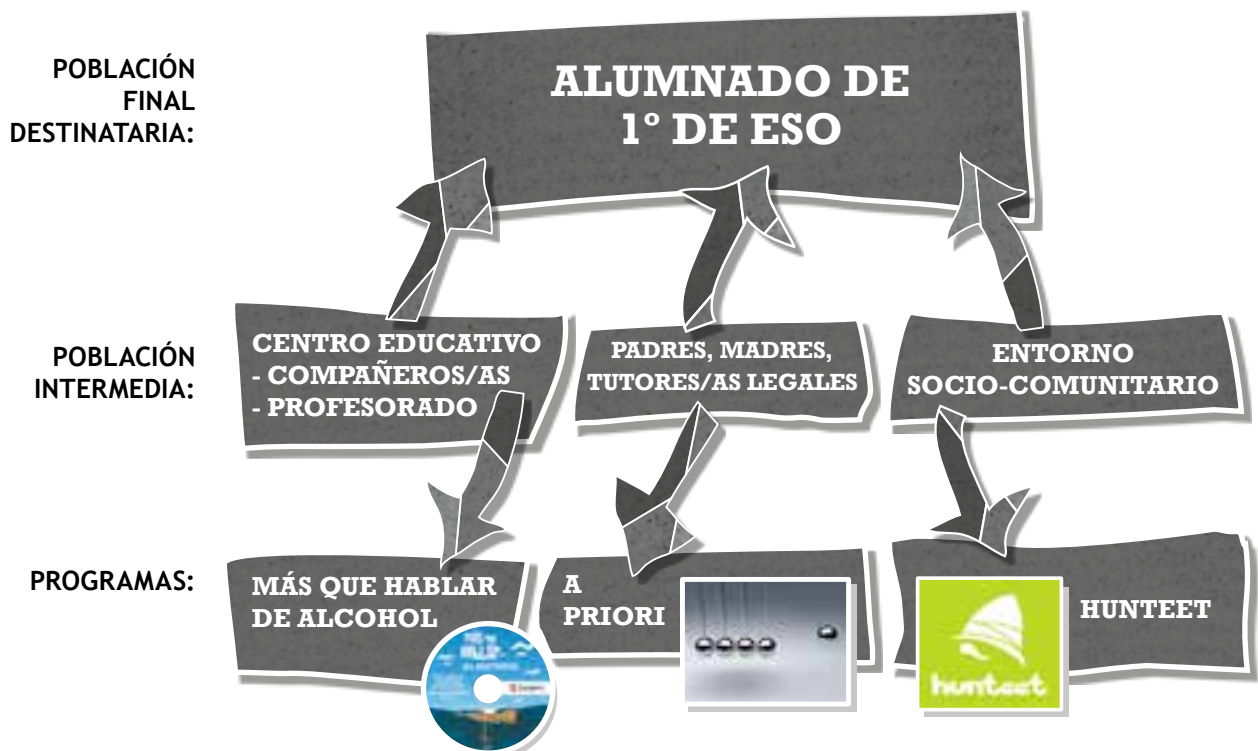 POBLACIÓN
FINAL
DESTINATARIA:
ALUMNADO DE
1º DE ESO
POBLACIÓN
INTERMEDIA:
CENTRO EDUCATIVO
- COMPAÑEROS/AS
- PROFESORADO
PADRES, MADRES,
TUTORES/AS LEGALES
ENTORNO
SOCIO-COMUNITARIO
PROGRAMAS:
MÁS QUE HABLAR
DE ALCOHOL
A
PRIORI
hunteet
HUNTEET